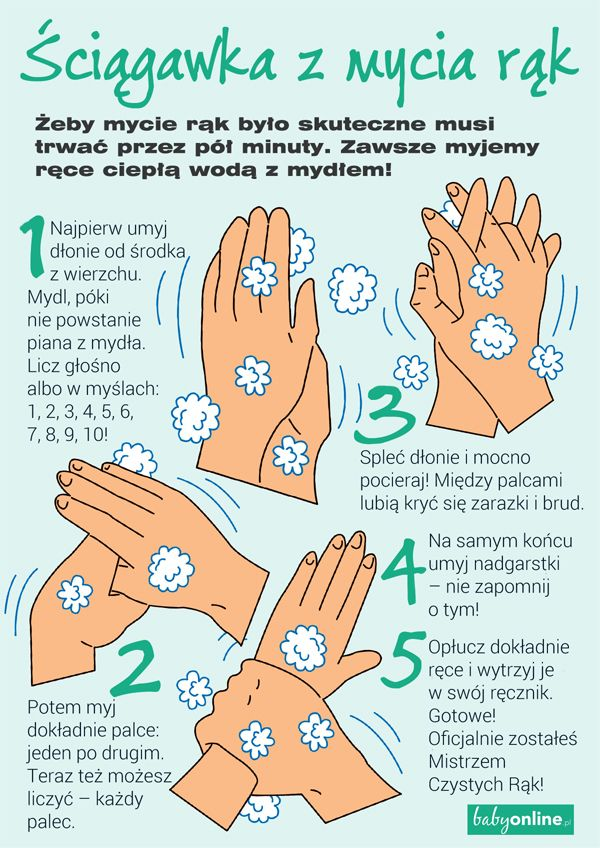 Ściągawka z mycia rąk
Żeby mycie rąk było skuteczne musi
trwać przez pół minuty. Zawsze myjemy
ręce ciepłą wodą z mydłem!
1
Najpierw umyj
dłonie od środka
z wierzchu.
Mydl, póki
nie powstanie
piana z mydła.
Licz głośno
albo w myślach:
1, 2, 3, 4, 5, 6,
7, 8, 9, 10!
2
Potem myj
dokładnie palce:
jeden po drugim.
Teraz też możesz
liczyć – każdy
palec.
3
Spleć dłonie i mocno
pocieraj! Między palcami
lubią kryć się zarazki i brud.
4
Na samym końcu
umyj nadgarstki
– nie zapomnij
o tym!
5
Opłucz dokładnie
ręce i wytrzyj je
w swój ręcznik.
Gotowe!
Oficjalnie zostałeś
Mistrzem
Czystych Rąk!
babyonline.pl